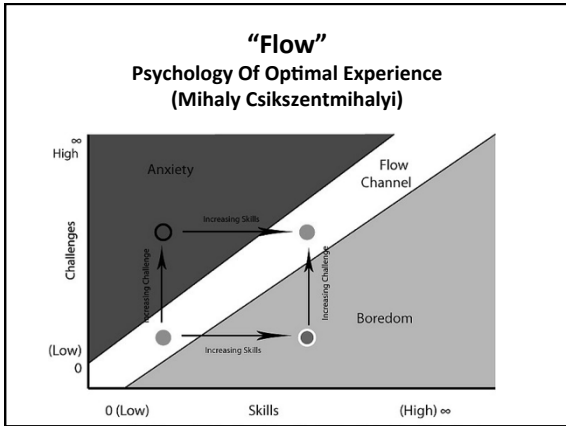 “Flow”
Psychology Of Optimal Experience
(Mihaly Csikszentmihalyi)
∞
High
Anxiety
Flow
Channel
Increasing Skills
Challenges
Increasing Challenge
Increasing Challenge
Boredom
(Low)
0
Increasing Skills
0 (Low)
Skills
(High) ∞